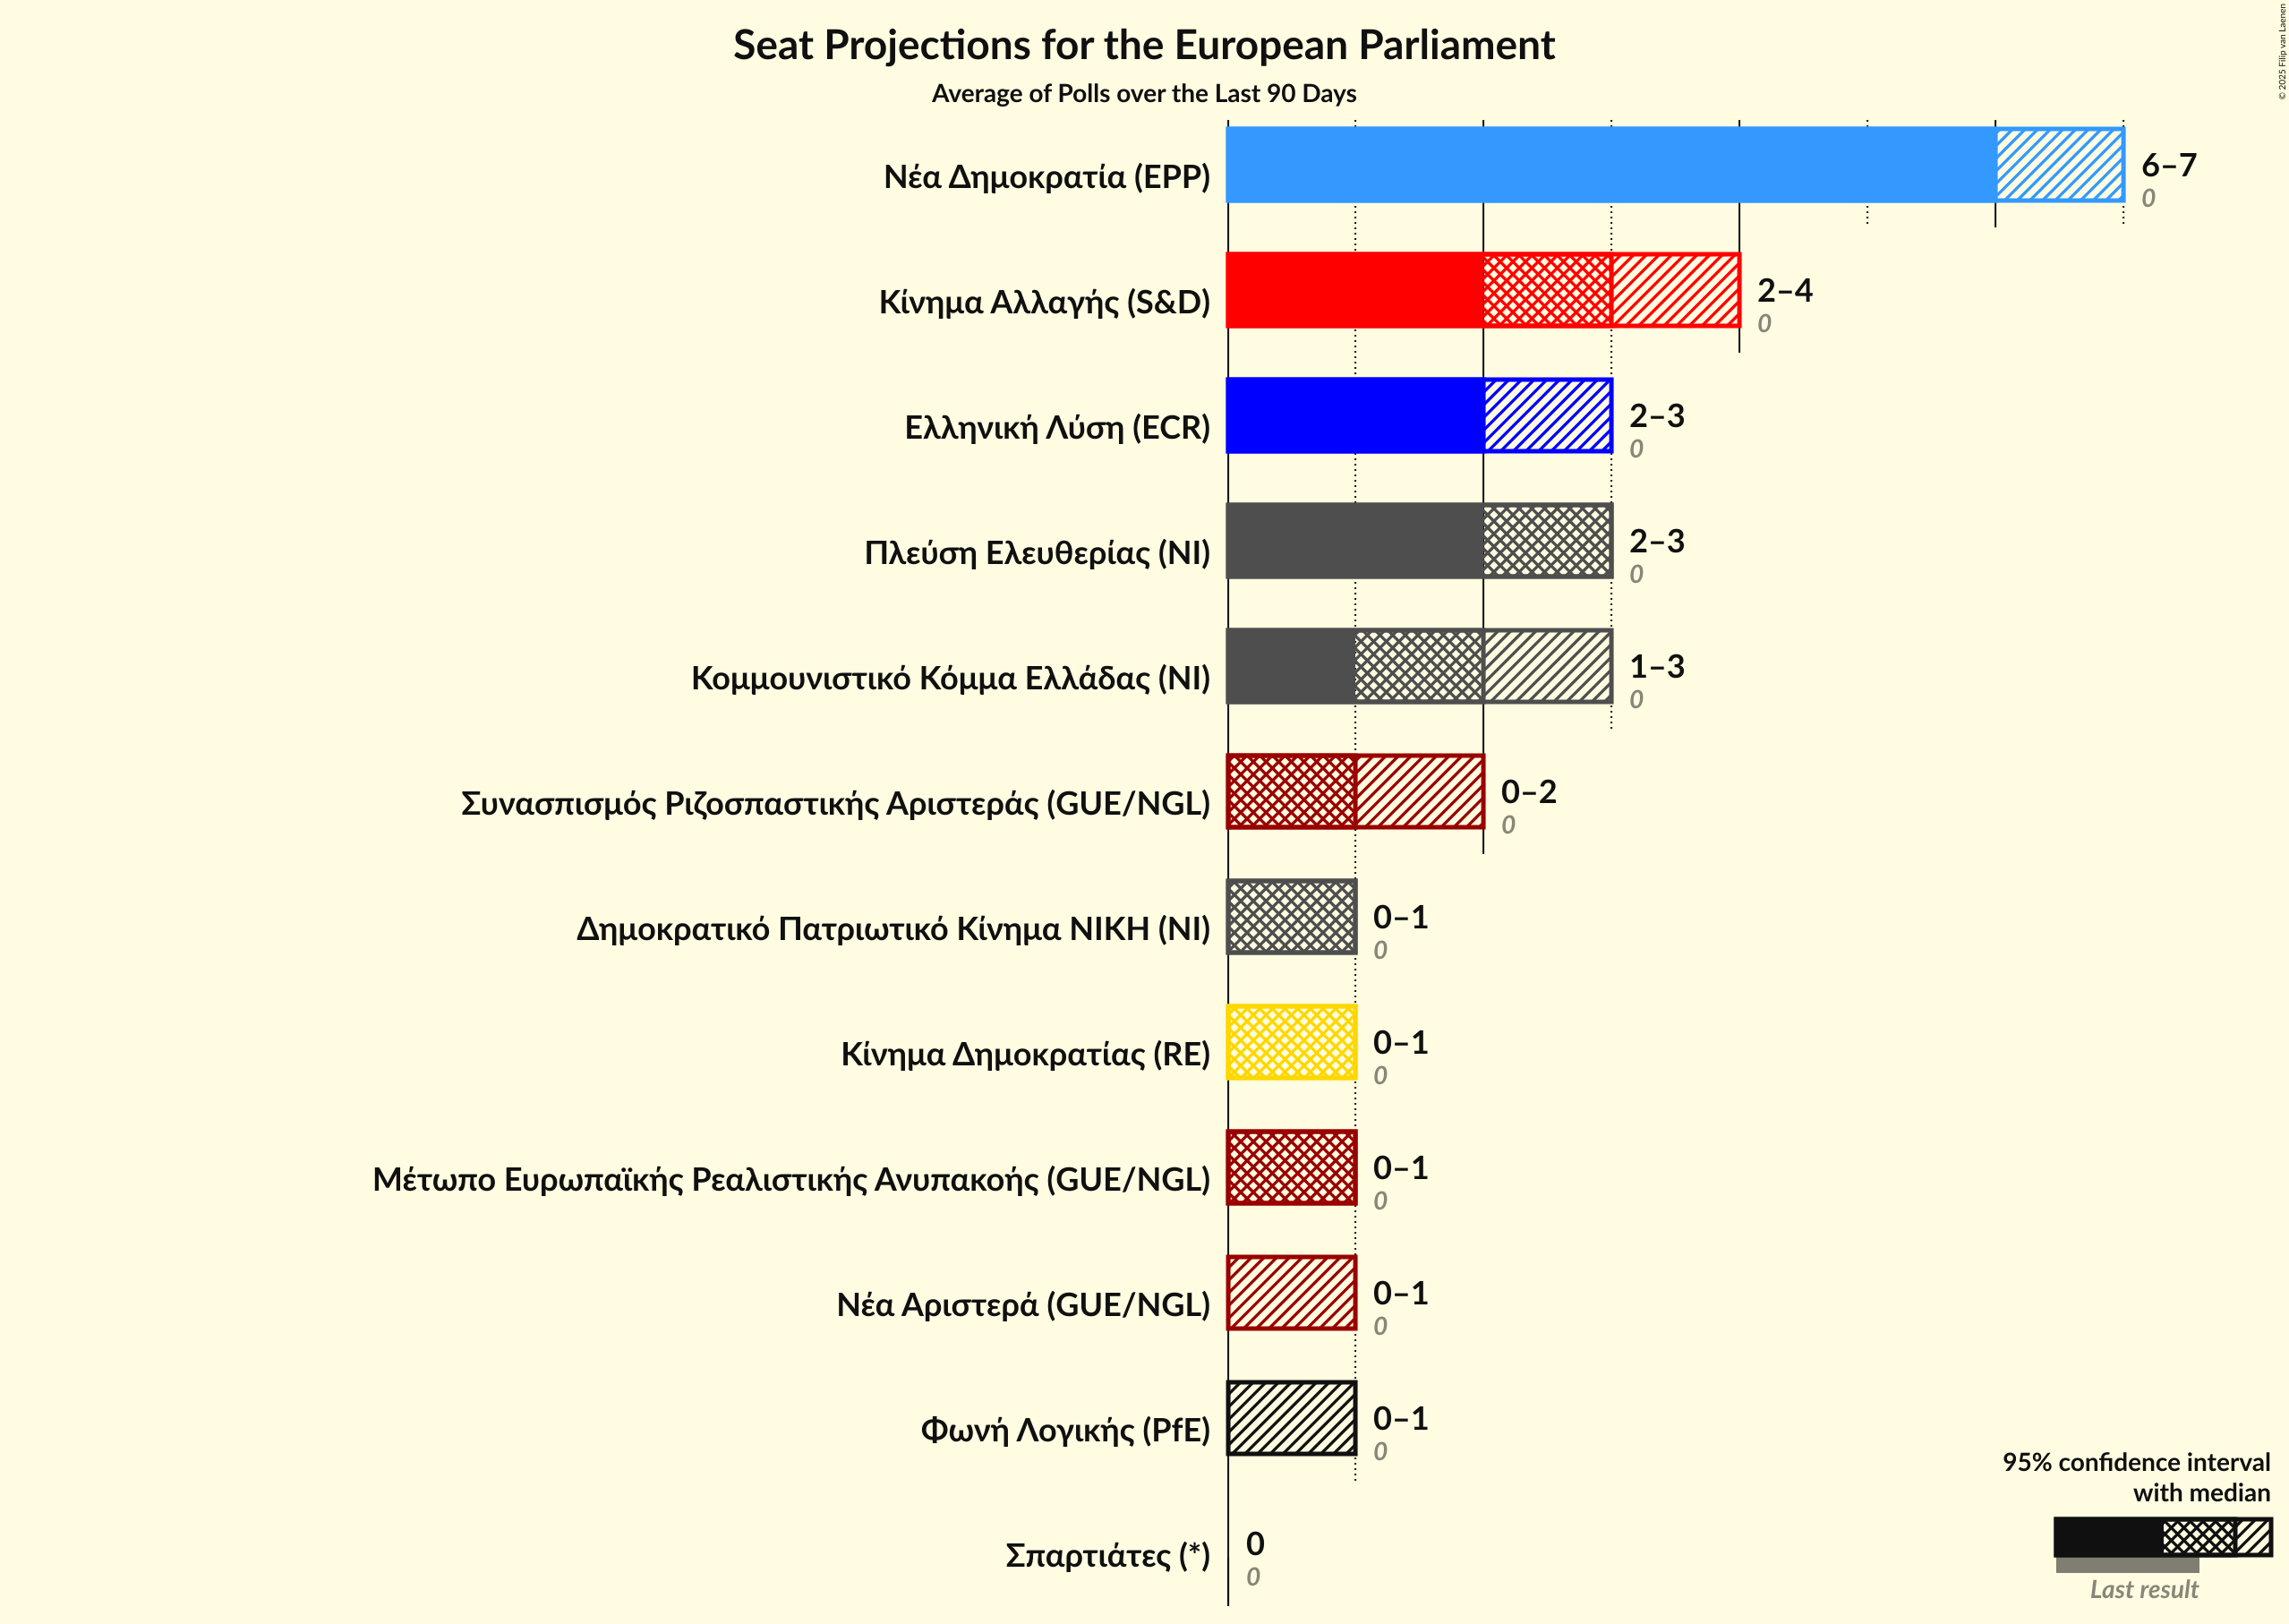 Seat Projections for the European Parliament
Average of Polls over the Last 90 Days
© 2025 Filip van Laenen
Νέα Δημοκρατία (EPP)
6–7
0
Κίνημα Αλλαγής (S&D)
2–4
0
Ελληνική Λύση (ECR)
2–3
0
Πλεύση Ελευθερίας (NI)
2–3
0
Κομμουνιστικό Κόμμα Ελλάδας (NI)
1–3
0
Συνασπισμός Ριζοσπαστικής Αριστεράς (GUE/NGL)
0–2
0
Δημοκρατικό Πατριωτικό Κίνημα ΝΙΚΗ (NI)
0–1
0
Κίνημα Δημοκρατίας (RE)
0–1
0
Μέτωπο Ευρωπαϊκής Ρεαλιστικής Ανυπακοής (GUE/NGL)
0–1
0
Νέα Αριστερά (GUE/NGL)
0–1
0
Φωνή Λογικής (PfE)
0–1
0
Σπαρτιάτες (*)
0
0
95% confidence interval
with median
Last result